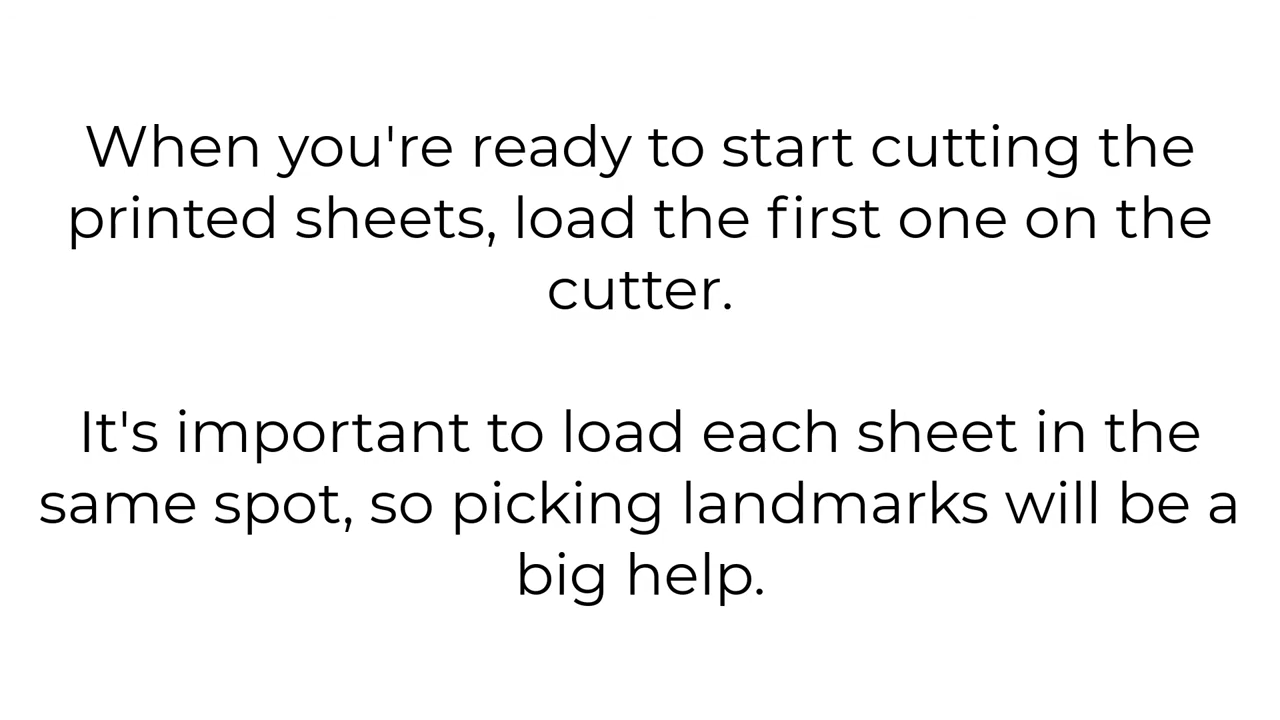 When you're ready to start cutting the
printed sheets, load the first one on the
cutter.
It's important to load each sheet in the
same spot, so picking landmarks will be a
big help.